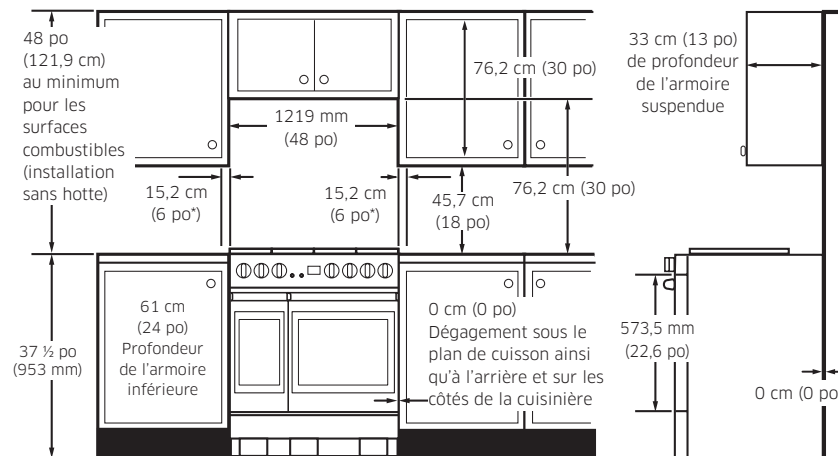 48 po
(121,9 cm)
au minimum
pour les
surfaces
combustibles
(installation
sans hotte)
76,2 cm (30 po)
1219 mm
(48 po)
15,2 cm
(6 po*)
15,2 cm
(6 po*)
45,7 cm
(18 po)
76,2 cm (30 po)
33 cm (13 po)
de profondeur
de l'armoire
suspendue
37 ½ po
(953 mm)
61 cm
(24 po)
Profondeur
de l'armoire
inférieure
0 cm (0 po)
Dégagement sous le
plan de cuisson ainsi
qu'à l'arrière et sur les
côtés de la cuisinière
573,5 mm
(22,6 po)
0 cm (0 po